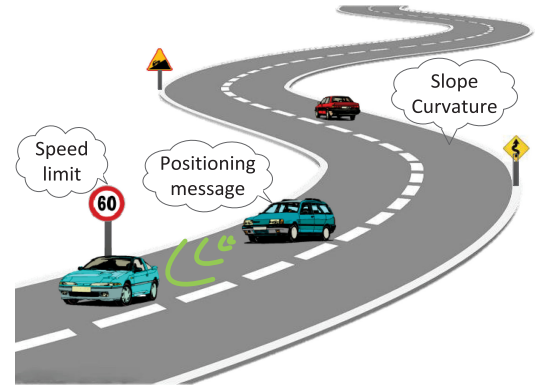 Slope
Curvature
Speed
limit
Positioning
message
60